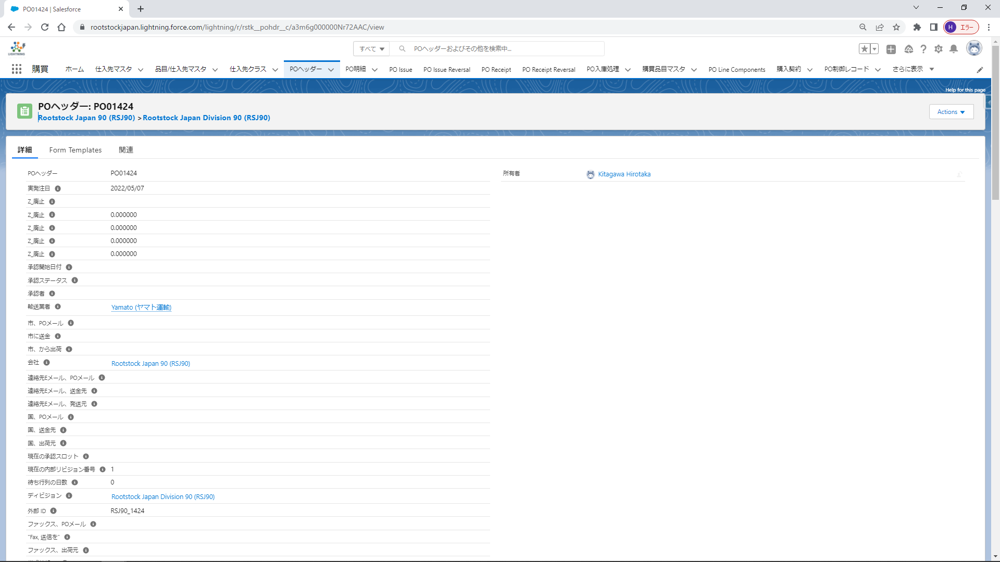 PO01424 | Salesforce
rootstockjapan.lightning.force.com/lightning/r/rstk__pohdr__c/a3m6g000000Nr72AAC/view
H エラー
LIGHTNING
すべて POヘッダーおよびその他を検索中...
購買 ホーム 仕入先マスタ 品目/仕入先マスタ 仕入先クラス POヘッダー PO明細 PO Issue PO Issue Reversal PO Receipt PO Receipt Reversal PO入庫処理 購買品目マスタ PO Line Components 購入契約 PO制御レコード さらに表示
Help for this page
POヘッダー: PO01424
Rootstock Japan 90 (RSJ90) > Rootstock Japan Division 90 (RSJ90)
Actions
詳細 Form Templates 関連
POヘッダー PO01424
所有者 Kitagawa Hirotaka
実発注日 2022/05/07
Z_廃止
Z_廃止 0.000000
Z_廃止 0.000000
Z_廃止 0.000000
Z_廃止 0.000000
承認開始日付
承認ステータス
承認者
輸送業者 Yamato (ヤマト運輸)
市、POメール
市に送金
市、から出荷
会社 Rootstock Japan 90 (RSJ90)
連絡先Eメール、POメール
連絡先Eメール、送金先
連絡先Eメール、発送元
国、POメール
国、送金先
国、出荷元
現在の承認スロット
現在の内部リビジョン番号 1
待ち行列の日数 0
ディビジョン Rootstock Japan Division 90 (RSJ90)
外部 ID RSJ90_1424
ファックス、POメール
"Fax, 送信を"
ファックス、出荷元